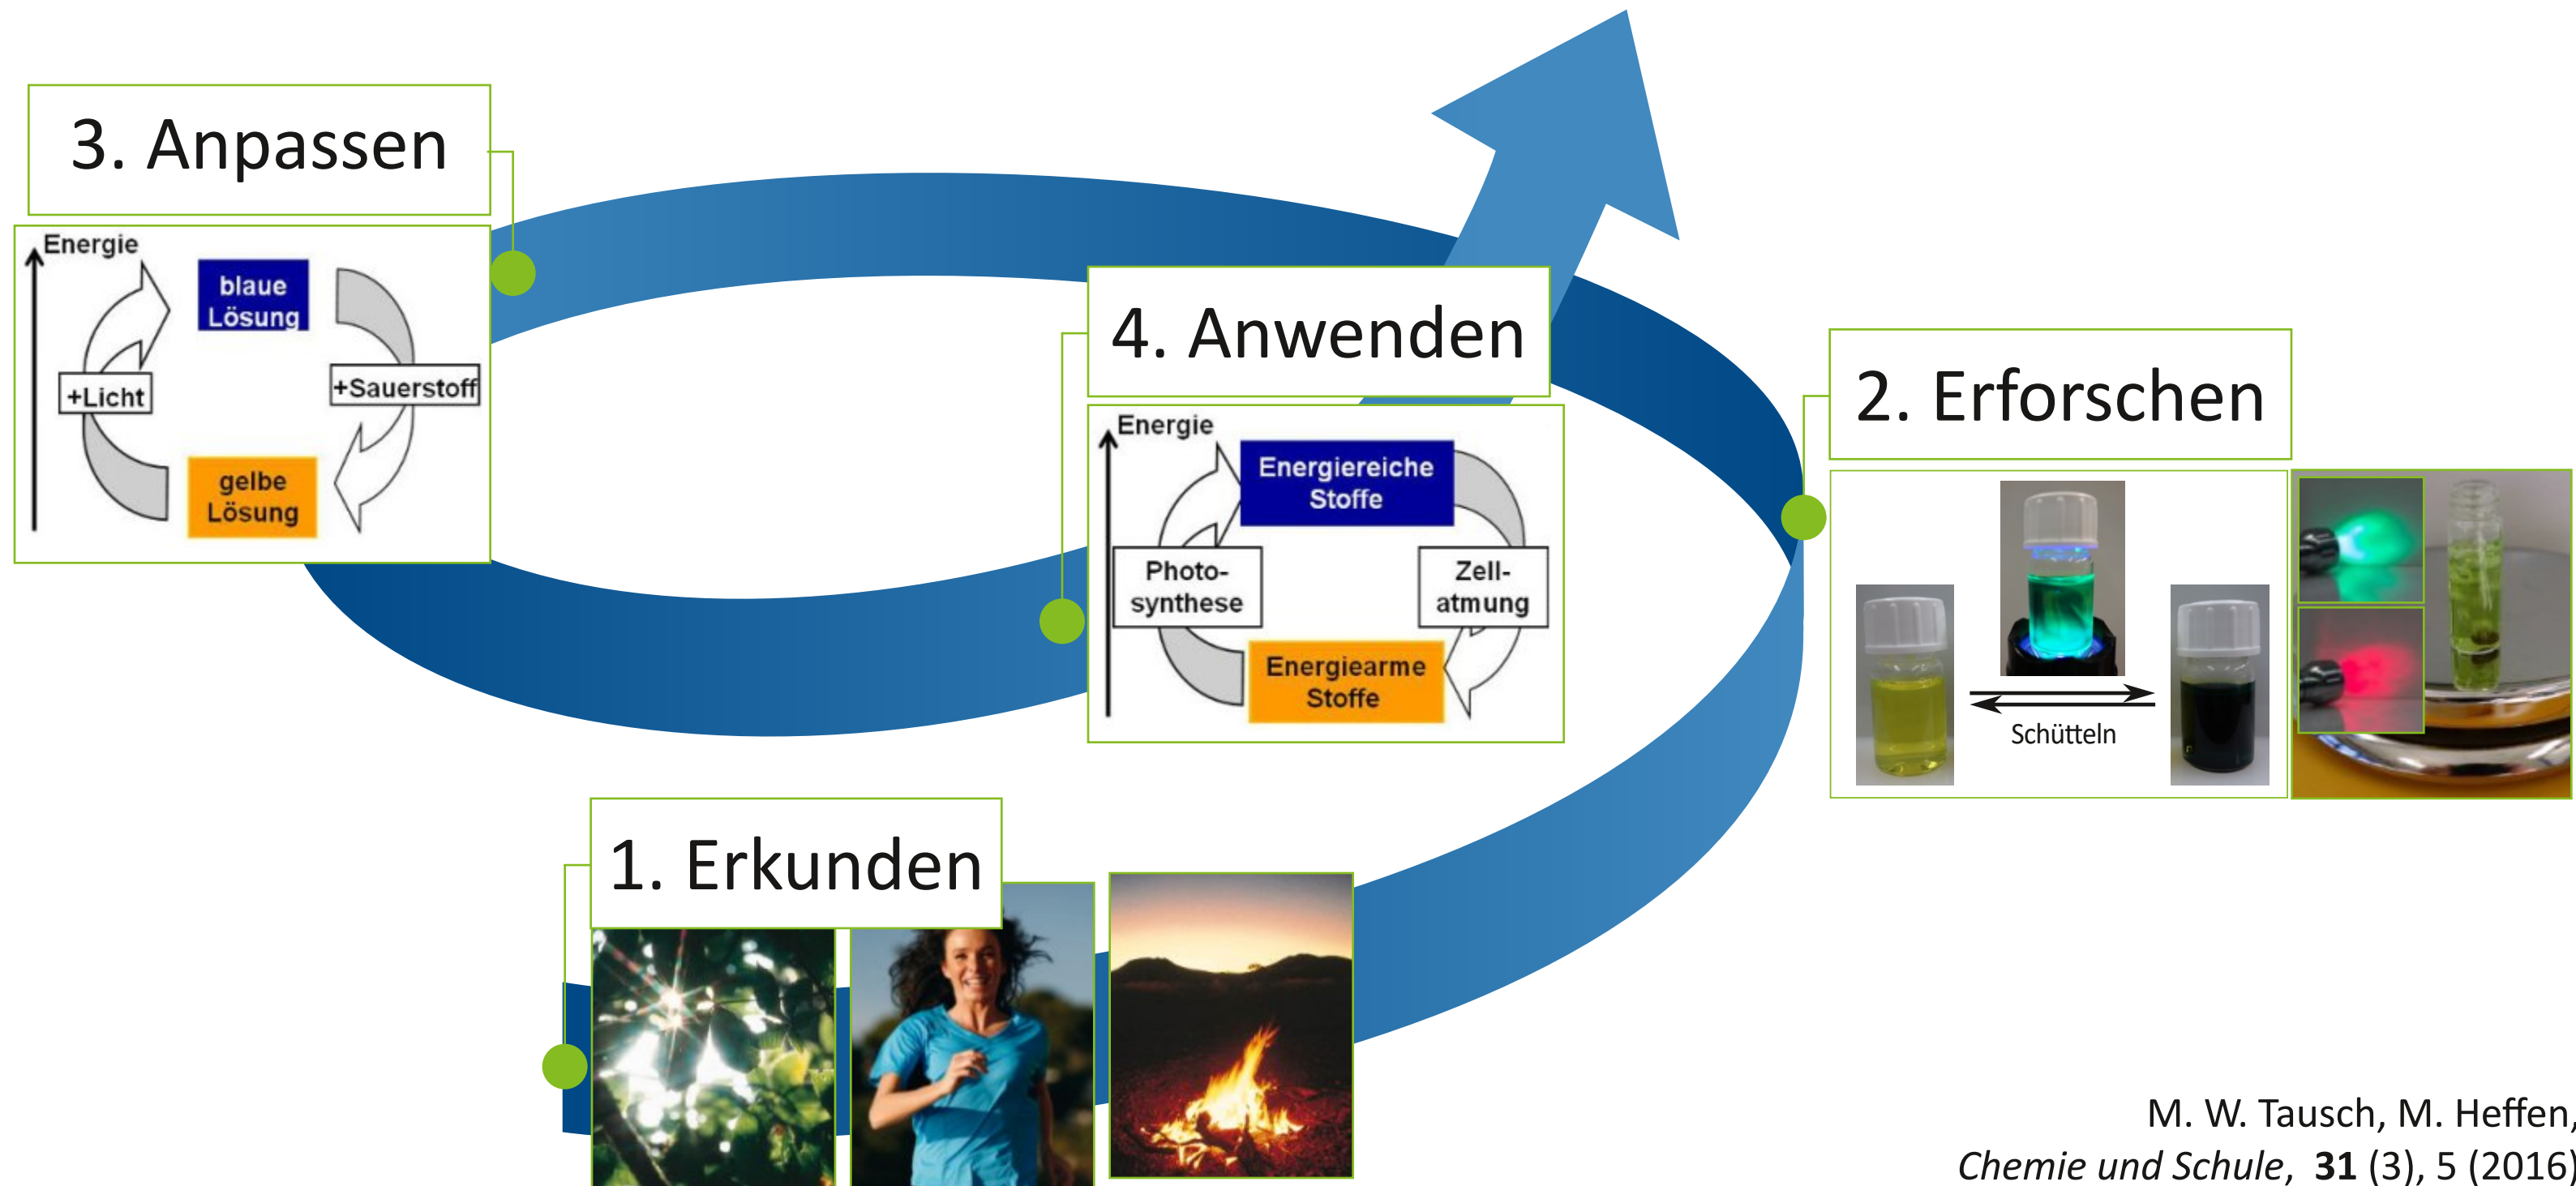 3. Anpassen
Energie
blaue
Lösung
+Licht
+Sauerstoff
gelbe
Lösung
4. Anwenden
Energie
Energiereiche
Stoffe
Photo-
synthese
Zell-
atmung
Energiearme
Stoffe
2. Erforschen
Schütteln
1. Erkunden
M. W. Tausch, M. Heffen,
Chemie und Schule, 31 (3), 5 (2016)